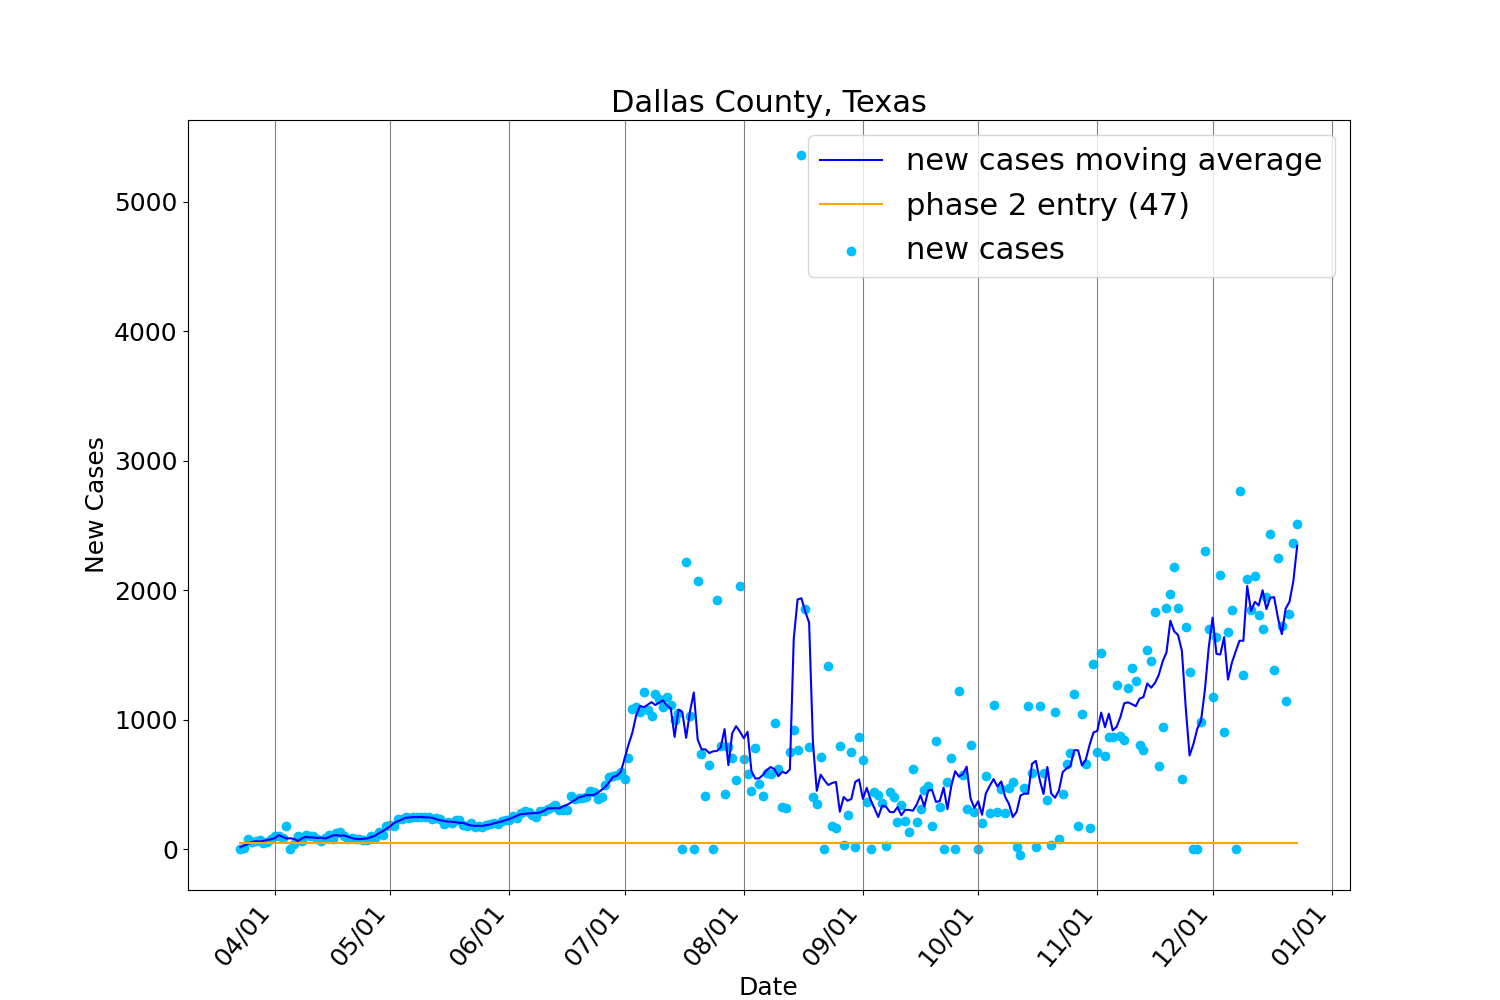 Dallas County, Texas
new cases moving average
phase 2 entry (47)
new cases
5000
4000
3000
2000
1000
0
New Cases
04/01
05/01
06/01
07/01
08/01
09/01
10/01
11/01
12/01
01/01
Date